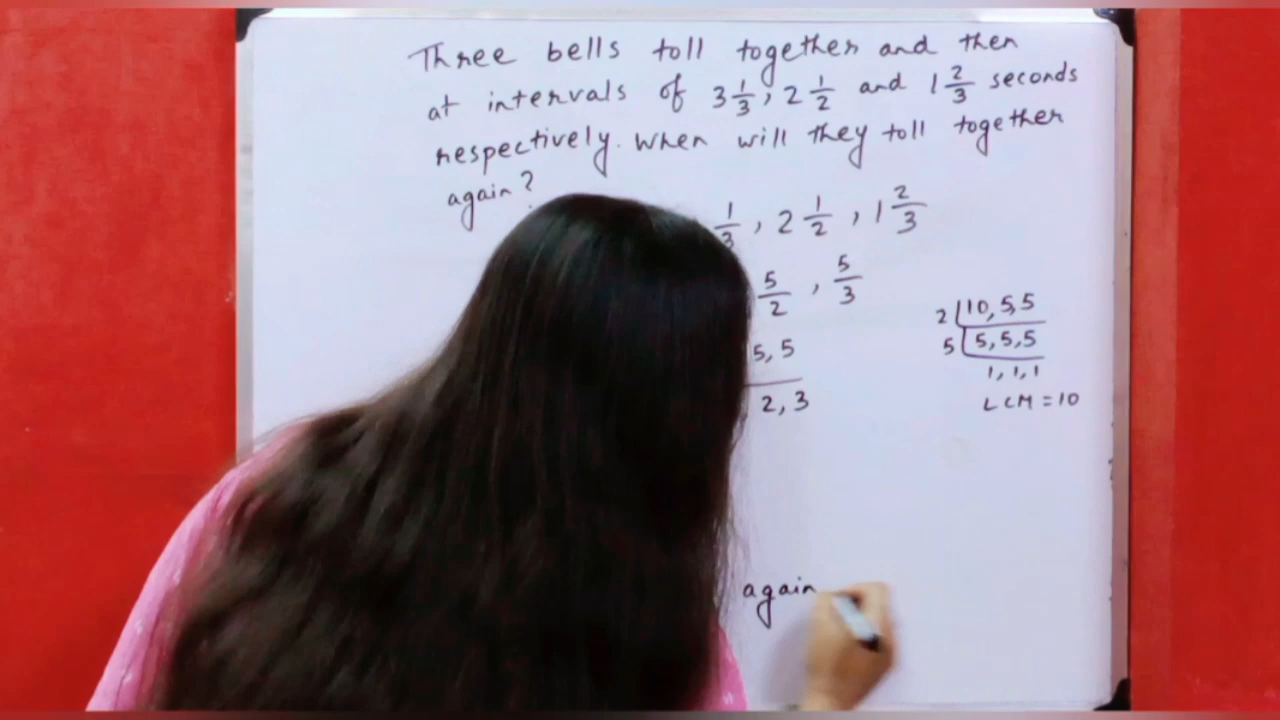 Three bells toll together and then
at intervals of 3 1/3, 2 1/2 and 1 2/3 seconds
respectively. When will they toll together
again?
1/3, 2 1/2, 1 2/3
5/2, 5/3
5, 5
2, 3
2 | 10, 5, 5
5 | 5, 5, 5
1, 1, 1
LCM = 10
again